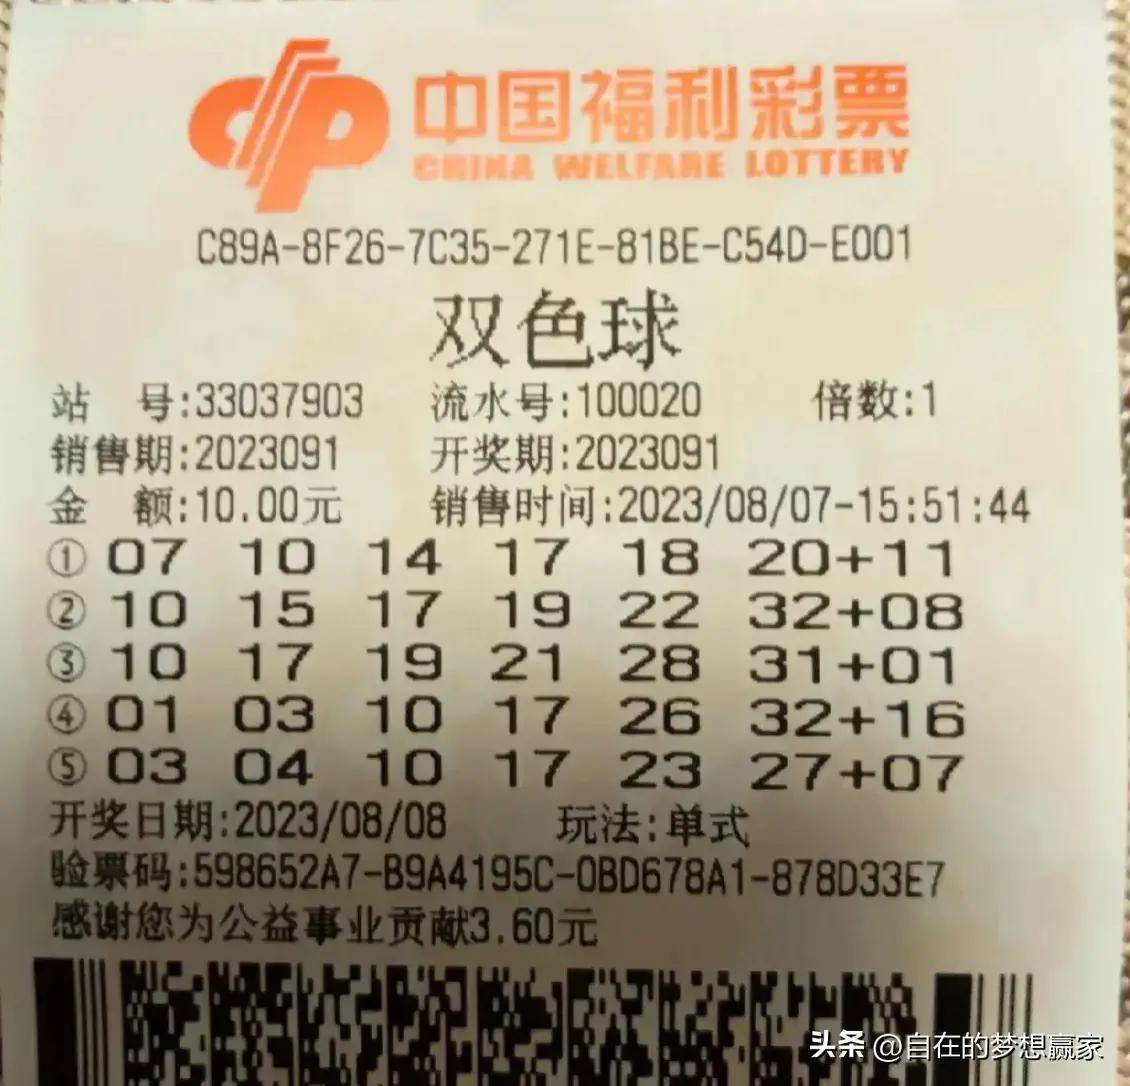 中国福利彩票
CHINA WELFARE LOTTERY
C89A-8F26-7C35-271E-81BE-C54D-E001
双色球
站 号:33037903 流水号:100020 倍数:1
销售期:2023091 开奖期:2023091
金 额:10.00元 销售时间:2023/08/07-15:51:44
① 07 10 14 17 18 20+11
② 10 15 17 19 22 32+08
③ 10 17 19 21 28 31+01
④ 01 03 10 17 26 32+16
⑤ 03 04 10 17 23 27+07
开奖日期:2023/08/08 玩法:单式
验票码:598652A7-B9A4195C-0BD678A1-878D33E7
感谢您为公益事业贡献3.60元
头条 @自在的梦想赢家